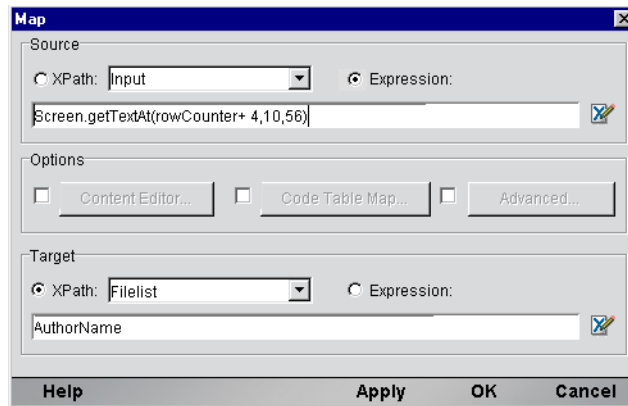 Map
Source
XPath: Input Expression:
Screen.getTextAt(rowCounter+ 4,10,56)
Options
Content Editor... Code Table Map... Advanced...
Target
XPath: Filelist Expression:
AuthorName
Help Apply OK Cancel